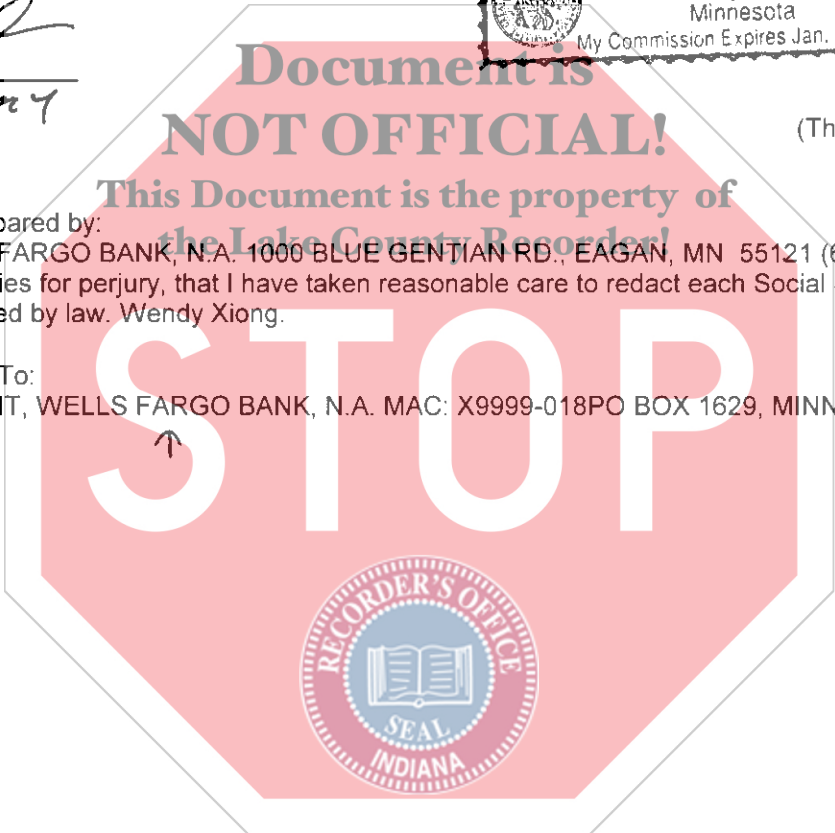 Minnesota
My Commission Expires Jan.
Document is
NOT OFFICIAL!
(Th
This Document is the property of
the Lake County Recorder!
pared by:
FARGO BANK, N.A. 1000 BLUE GENTIAN RD., EAGAN, MN 55121 (6
ies for perjury, that I have taken reasonable care to redact each Social
ed by law. Wendy Xiong.
To:
IT, WELLS FARGO BANK, N.A. MAC: X9999-018PO BOX 1629, MINN
STOP
RECORDER'S OFFICE
SEAL
INDIANA